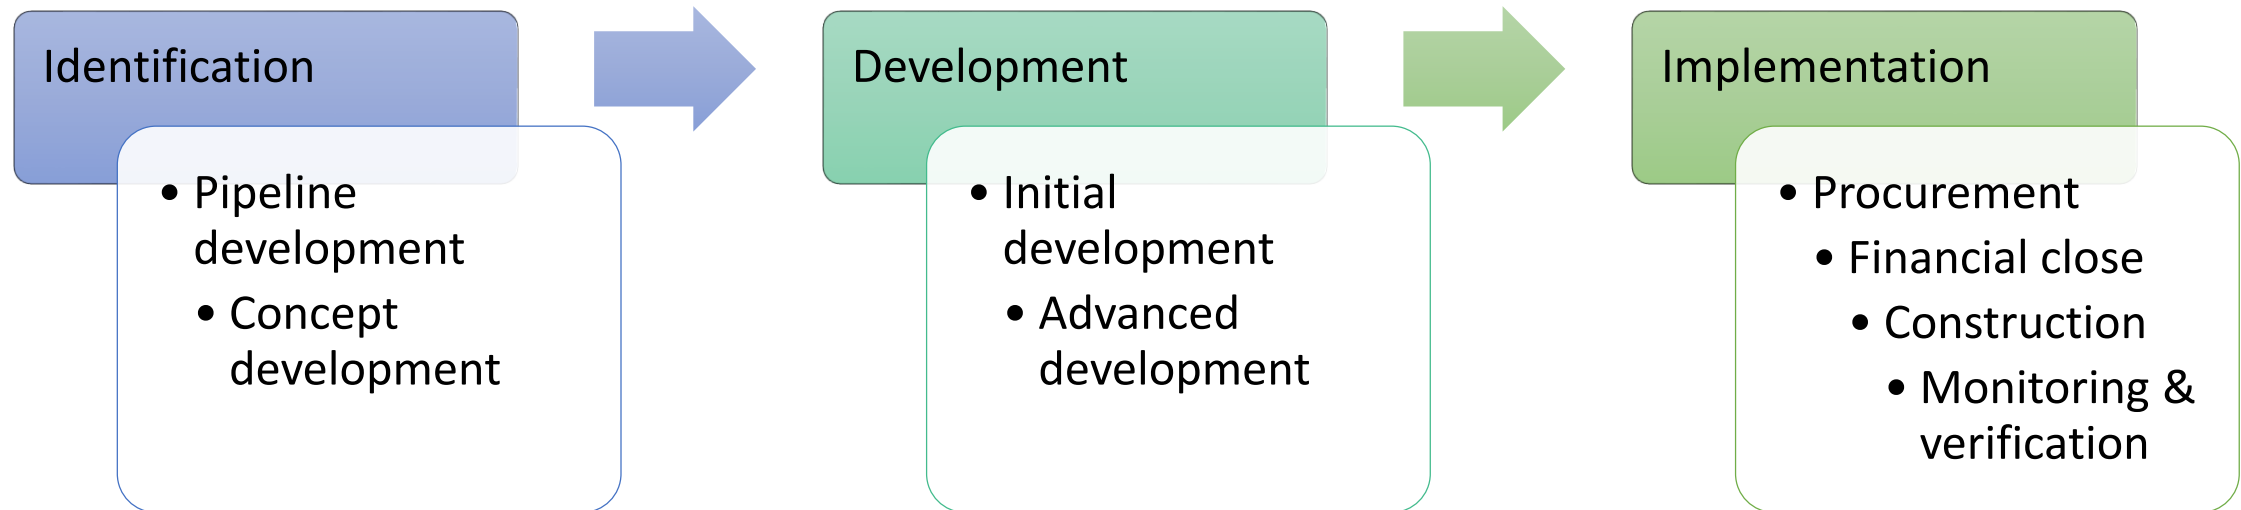 Identification
• Pipeline
development
• Concept
development
Development
• Initial
development
• Advanced
development
Implementation
• Procurement
• Financial close
• Construction
• Monitoring &
verification